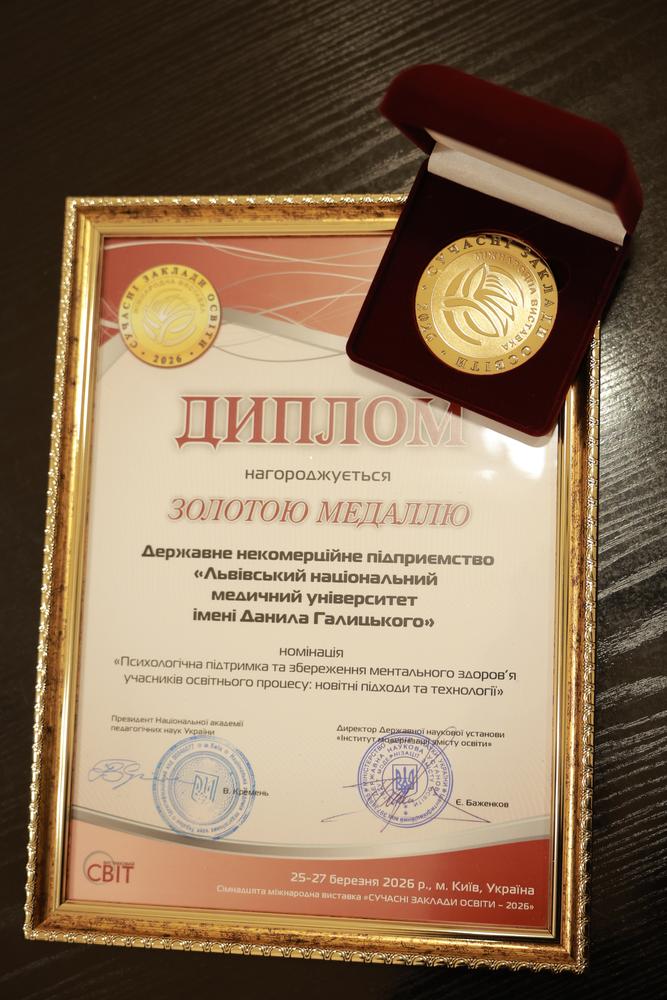 СУЧАСНІ ЗАКЛАДИ ОСВІТИ
МІЖНАРОДНА ВИСТАВКА
2026
СУЧАСНІ ЗАКЛАДИ ОСВІТИ
МІЖНАРОДНА ВИСТАВКА
• 2026 •
ДИПЛОМ
нагороджується
ЗОЛОТОЮ МЕДАЛЛЮ
Державне некомерційне підприємство
«Львівський національний
медичний університет
імені Данила Галицького»
номінація
«Психологічна підтримка та збереження ментального здоров’я
учасників освітнього процесу: новітні підходи та технології»
Президент Національної академії
педагогічних наук України
В. Кремень
Директор Державної наукової установи
«Інститут модернізації змісту освіти»
Є. Баженков
СВІТ
25-27 березня 2026 р., м. Київ, Україна
Сімнадцята міжнародна виставка «СУЧАСНІ ЗАКЛАДИ ОСВІТИ – 2026»